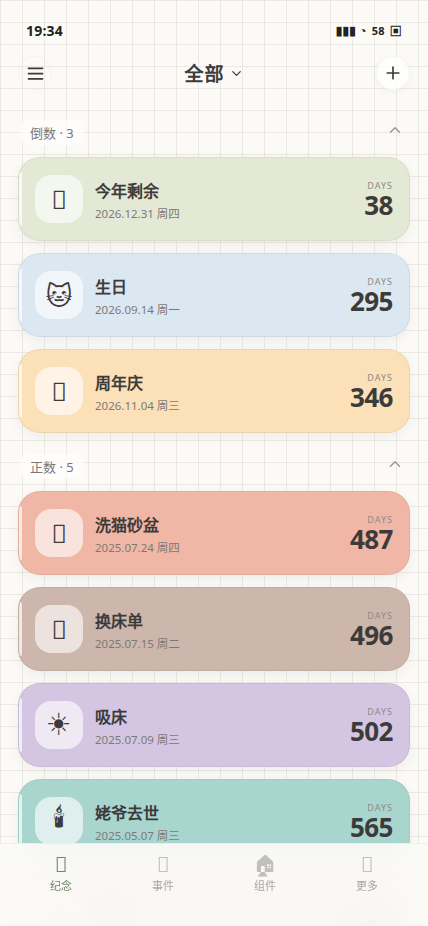 19:34
58
全部
倒数 · 3
今年剩余
2026.12.31 周四
DAYS
38
生日
2026.09.14 周一
DAYS
295
周年庆
2026.11.04 周三
DAYS
346
正数 · 5
洗猫砂盆
2025.07.24 周四
DAYS
487
换床单
2025.07.15 周二
DAYS
496
吸床
2025.07.09 周三
DAYS
502
姥爷去世
2025.05.07 周三
DAYS
565
纪念
事件
组件
更多